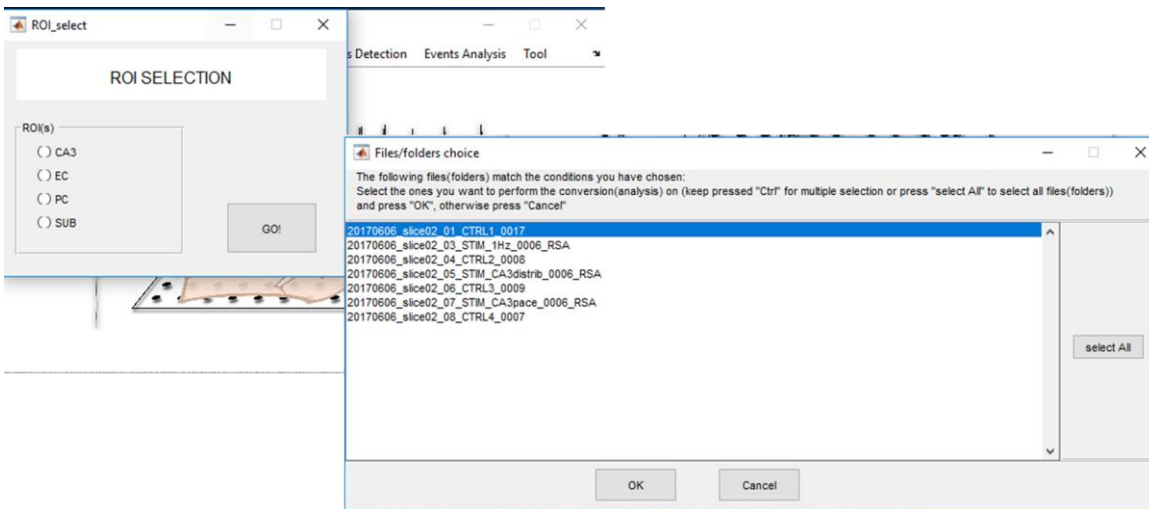 ROI_select
ROI SELECTION
ROI(s)
CA3
EC
PC
SUB
GO!
s Detection Events Analysis Tool
Files/folders choice
The following files(folders) match the conditions you have chosen:
Select the ones you want to perform the conversion(analysis) on (keep pressed "Ctrl" for multiple selection or press "select All" to select all files(folders))
and press "OK", otherwise press "Cancel"
20170606_slice02_01_CTRL1_0017
20170606_slice02_03_STIM_1Hz_0006_RSA
20170606_slice02_04_CTRL2_0008
20170606_slice02_05_STIM_CA3distrib_0006_RSA
20170606_slice02_06_CTRL3_0009
20170606_slice02_07_STIM_CA3pace_0006_RSA
20170606_slice02_08_CTRL4_0007
select All
OK Cancel